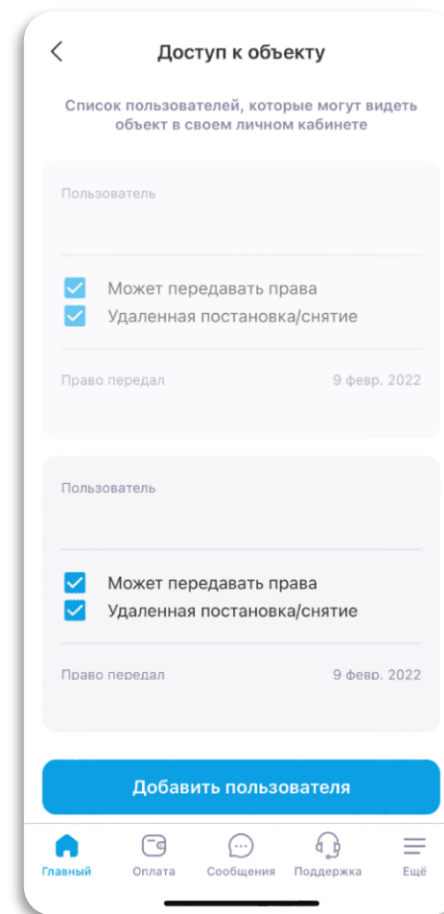 Доступ к объекту
Список пользователей, которые могут видеть
объект в своем личном кабинете
Пользователь
Может передавать права
Удаленная постановка/снятие
Право передал 9 февр. 2022
Пользователь
Может передавать права
Удаленная постановка/снятие
Право передал 9 февр. 2022
Добавить пользователя
Главный Оплата Сообщения Поддержка Ещё